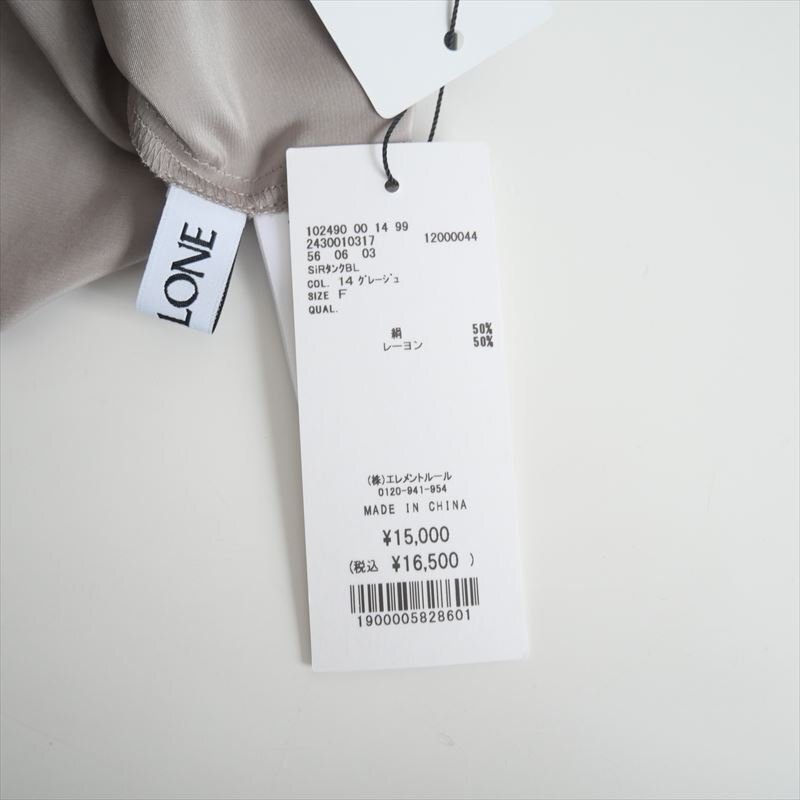 LONE
102490 00 14 99
2430010317 12000044
56 06 03
SiRﾀﾝｸBL
COL. 14 ｸﾞﾚｰｼﾞｭ
SIZE F
QUAL.
絹 50%
レーヨン 50%
(株)エレメントルール
0120-941-954
MADE IN CHINA
¥15,000
(税込 ¥16,500 )
1900005828601